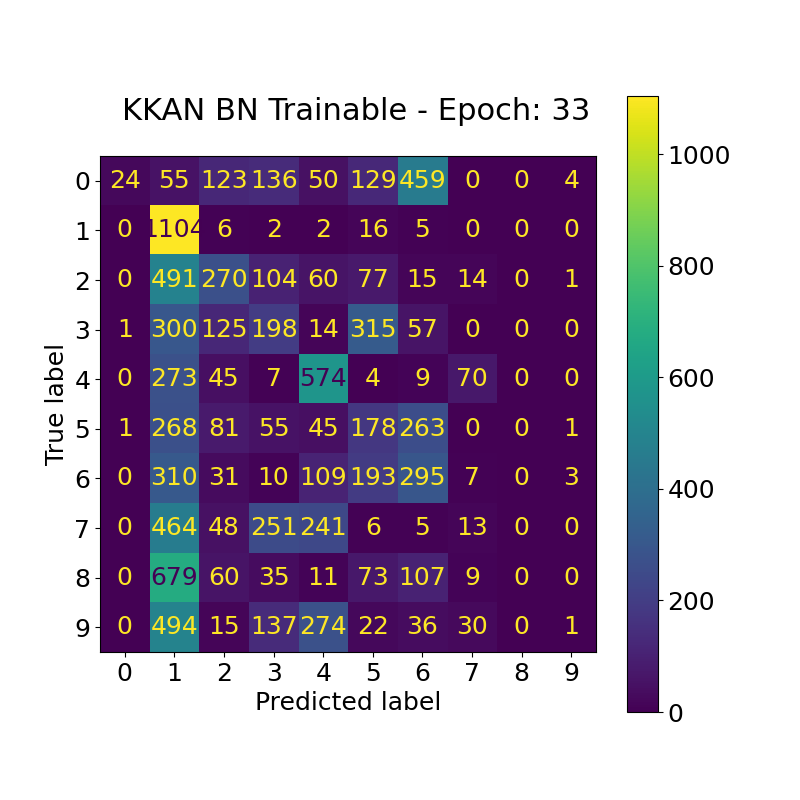 KKAN BN Trainable - Epoch: 33
0 24 55 123 136 50 129 459 0 0 4
1 0 1104 6 2 2 16 5 0 0 0
2 0 491 270 104 60 77 15 14 0 1
3 1 300 125 198 14 315 57 0 0 0
4 0 273 45 7 574 4 9 70 0 0
5 1 268 81 55 45 178 263 0 0 1
6 0 310 31 10 109 193 295 7 0 3
7 0 464 48 251 241 6 5 13 0 0
8 0 679 60 35 11 73 107 9 0 0
9 0 494 15 137 274 22 36 30 0 1
0 1 2 3 4 5 6 7 8 9
Predicted label
True label
1000
800
600
400
200
0